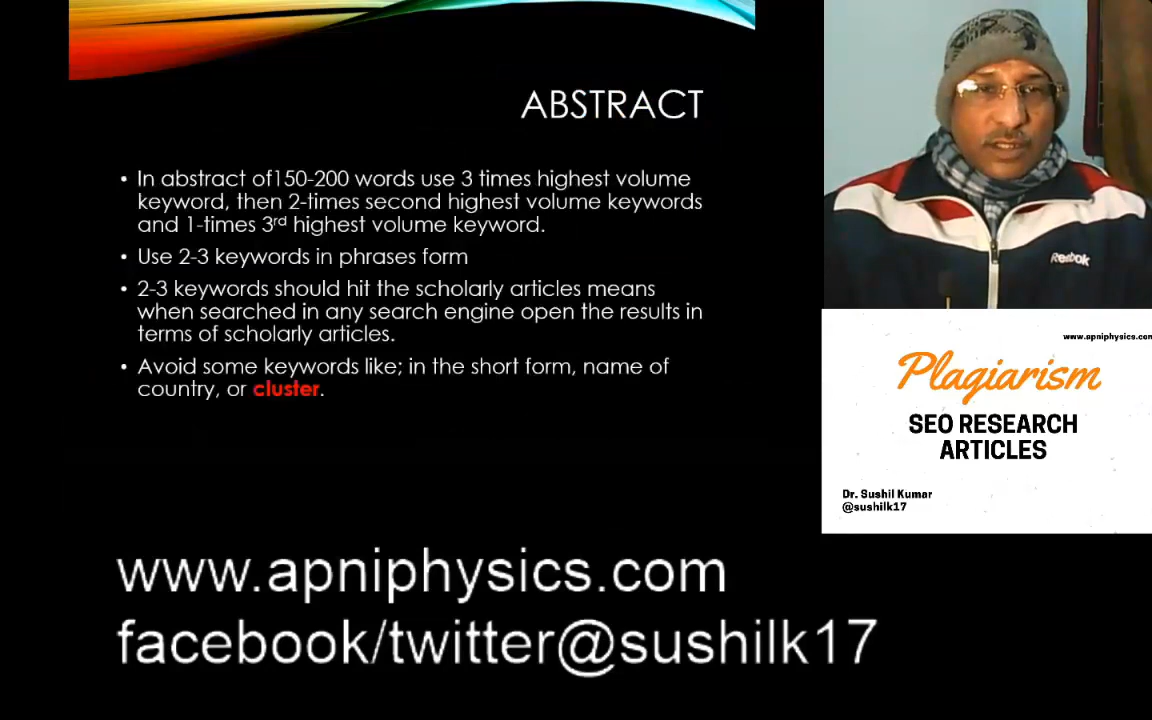 ABSTRACT
• In abstract of150-200 words use 3 times highest volume
keyword, then 2-times second highest volume keywords
and 1-times 3rd highest volume keyword.
• Use 2-3 keywords in phrases form
• 2-3 keywords should hit the scholarly articles means
when searched in any search engine open the results in
terms of scholarly articles.
• Avoid some keywords like; in the short form, name of
country, or cluster.
Reebok
www.apniphysics.com
Plagiarism
SEO RESEARCH
ARTICLES
Dr. Sushil Kumar
@sushilk17
www.apniphysics.com
facebook/twitter@sushilk17